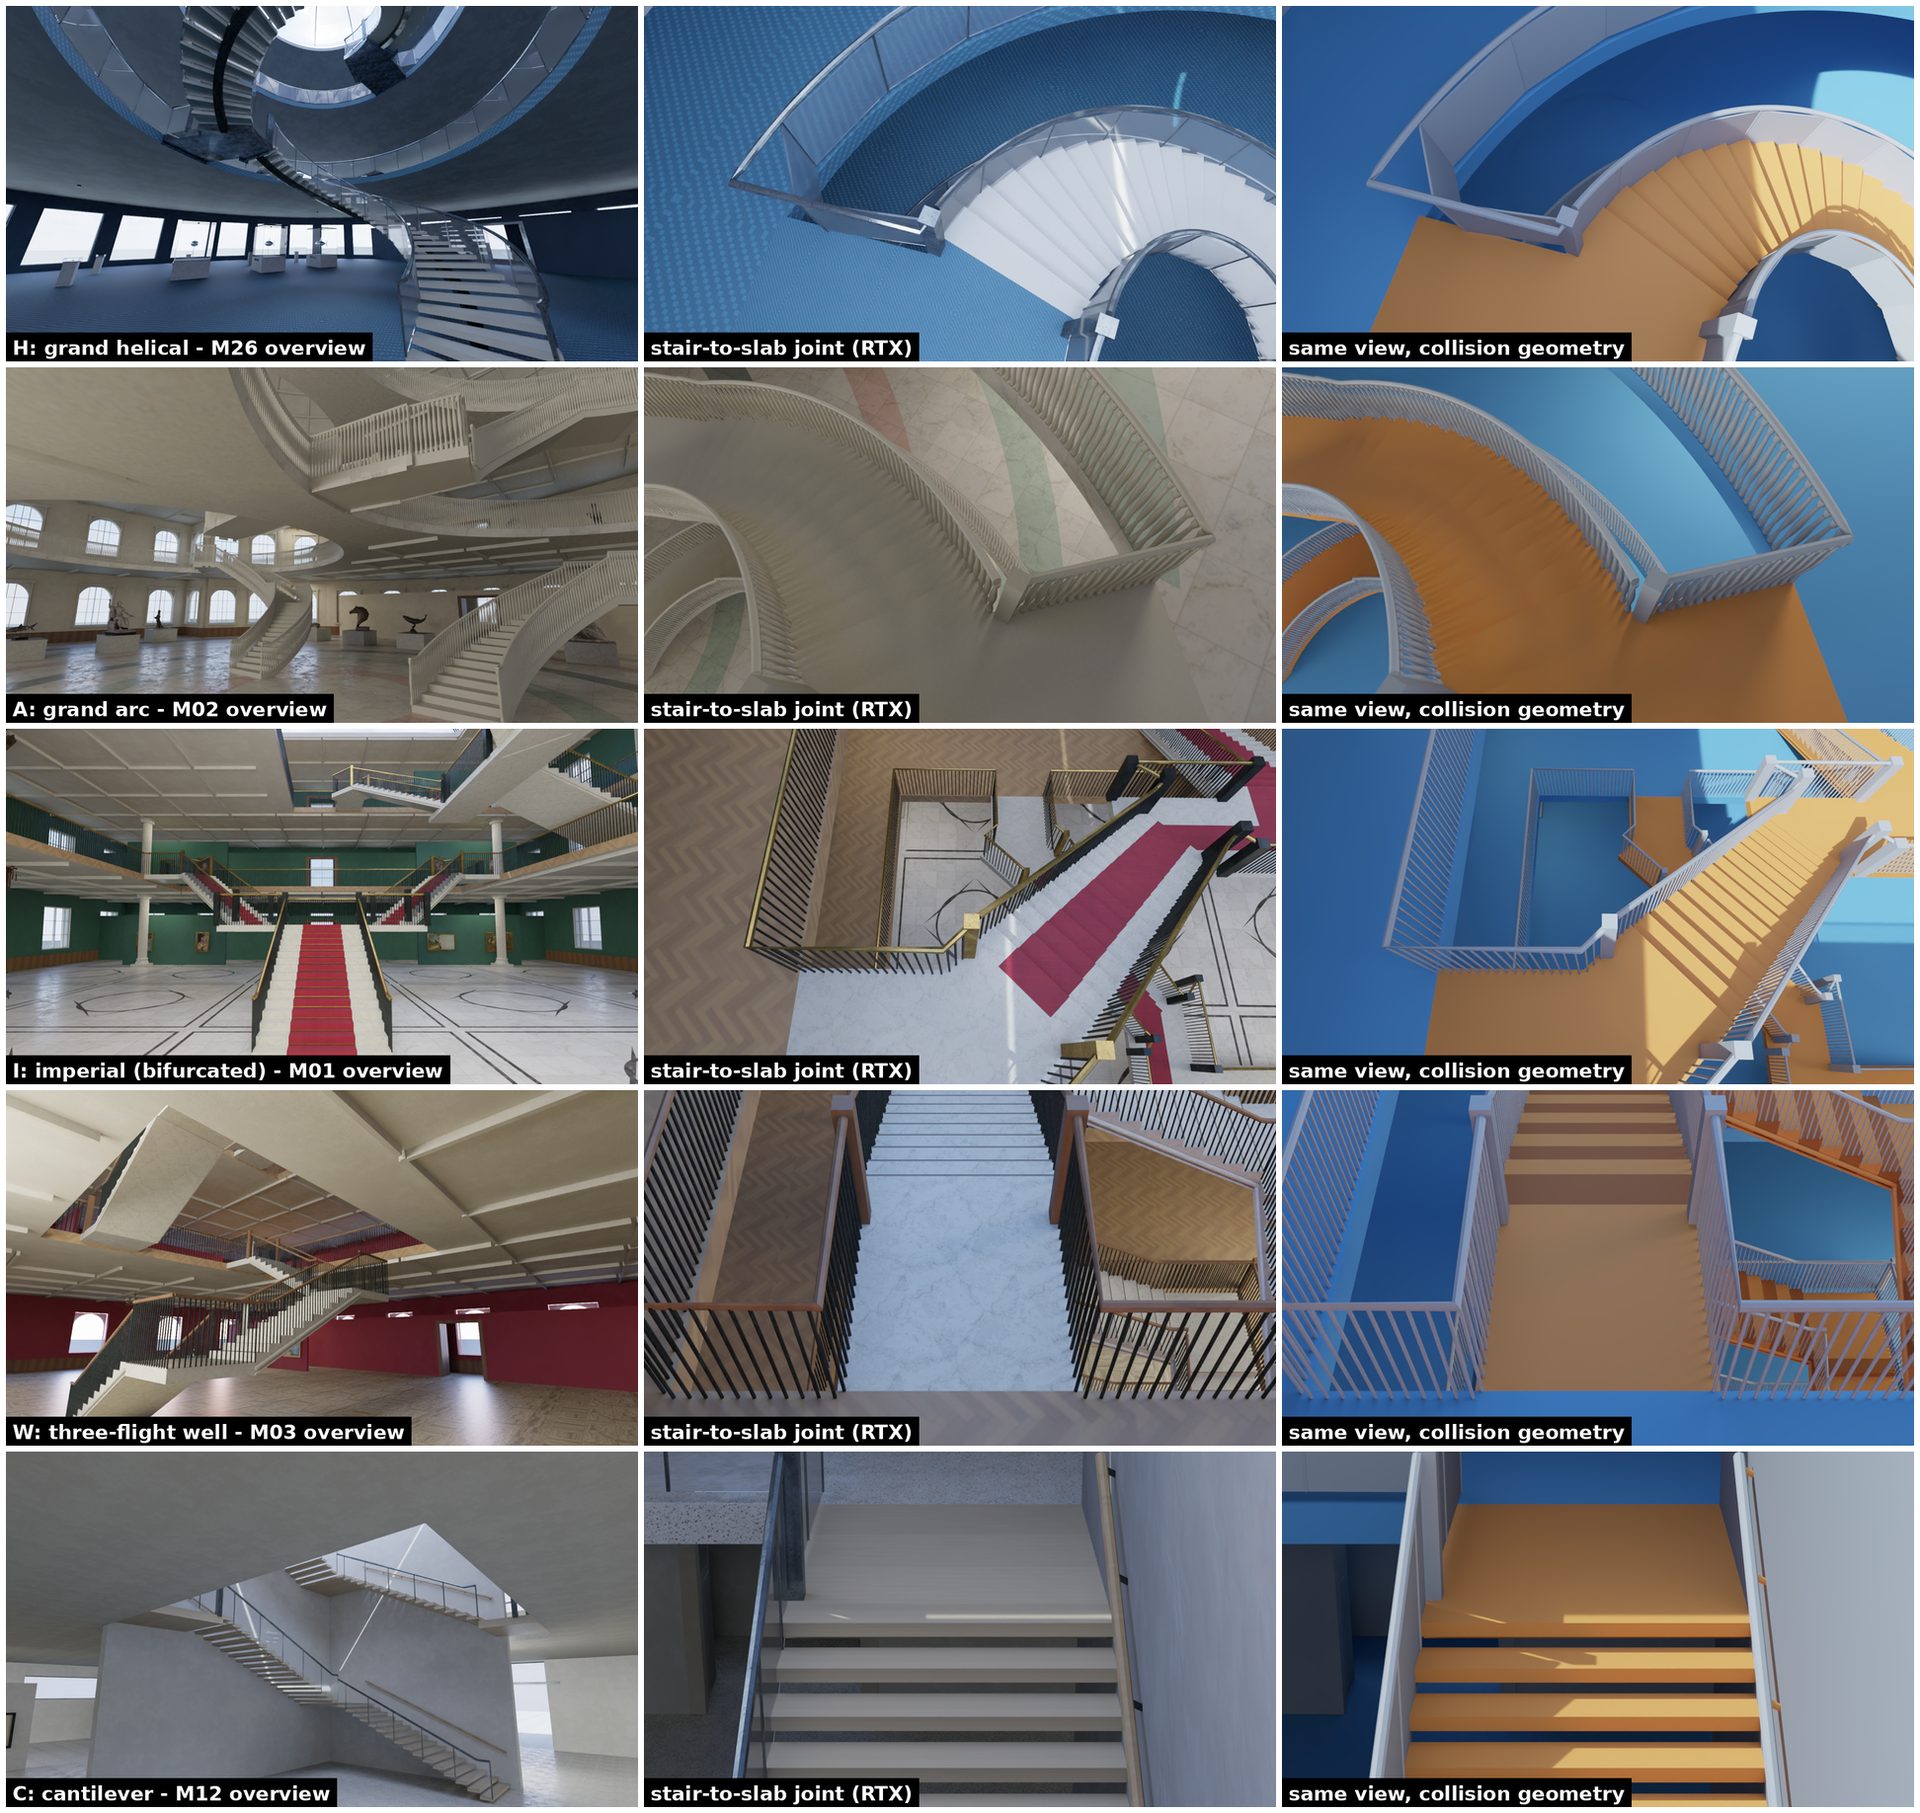 H: grand helical - M26 overview
stair-to-slab joint (RTX)
same view, collision geometry
A: grand arc - M02 overview
stair-to-slab joint (RTX)
same view, collision geometry
I: imperial (bifurcated) - M01 overview
stair-to-slab joint (RTX)
same view, collision geometry
W: three-flight well - M03 overview
stair-to-slab joint (RTX)
same view, collision geometry
C: cantilever - M12 overview
stair-to-slab joint (RTX)
same view, collision geometry